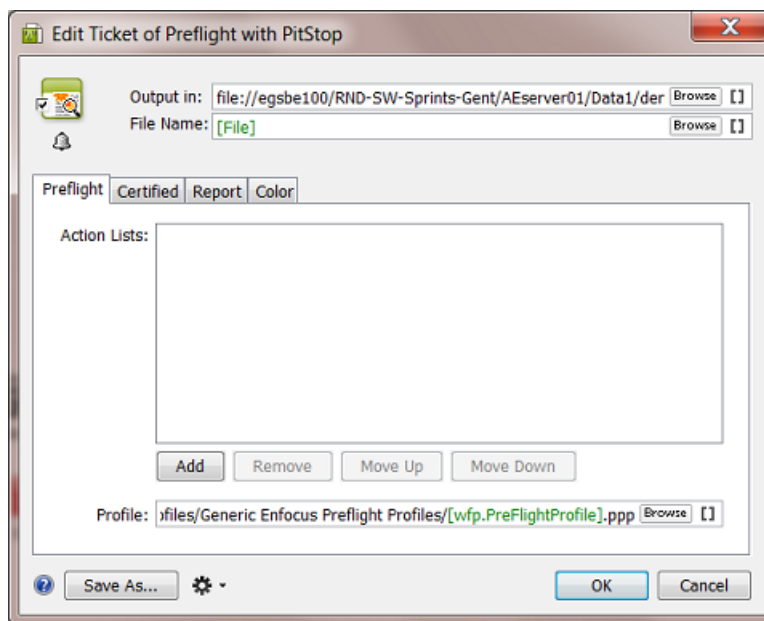 Edit Ticket of Preflight with PitStop
Output in: file://egsbe100/RND-SW-Sprints-Gent/AEserver01/Data1/der Browse []
File Name: [File] Browse []
Preflight Certified Report Color
Action Lists:
Add Remove Move Up Move Down
Profile: ofiles/Generic Enfocus Preflight Profiles/[wfp.PreFlightProfile].ppp Browse []
Save As... OK Cancel